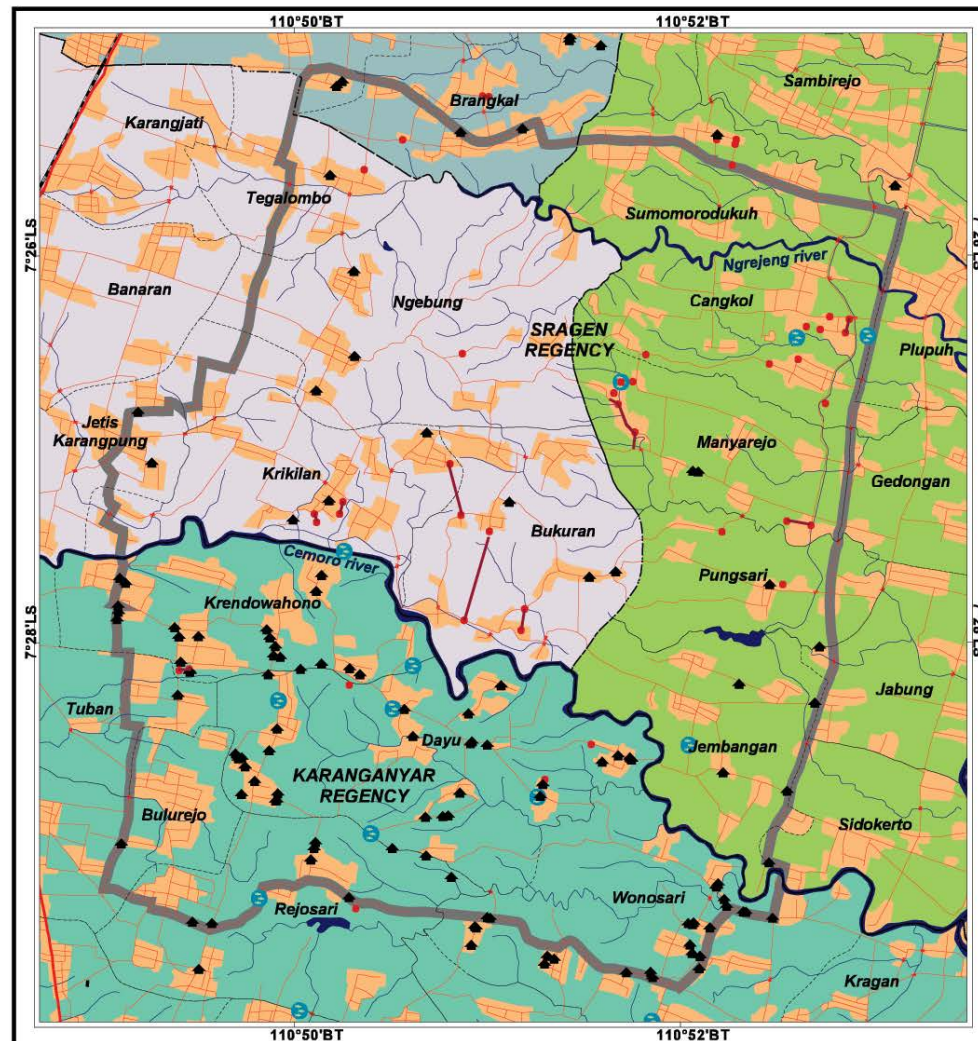 110°50'BT
110°52'BT
Sambirejo
Brangkal
Karangjati
Tegalombo
Sumomorodukuh
7°26'LS
Ngrejeng river
Banaran
Ngebung
Cangkol
SRAGEN
REGENCY
Plupuh
Jetis
Karangpung
Manyarejo
Krikilan
Gedongan
Bukuran
Cemoro river
Pungsari
Krendowahono
7°28'LS
Jabung
Tuban
Dayu
Jembangan
KARANGANYAR
REGENCY
Bulurejo
Sidokerto
Wonosari
Rejosari
Kragan
110°50'BT
110°52'BT